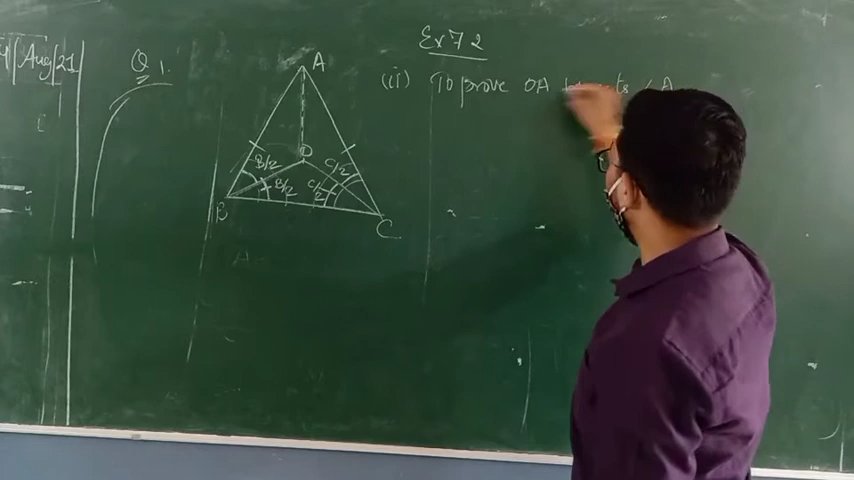 Aug/21
Q 1.
Ex 7.2
(ii) To prove OA ∠A
A
O
B/2
C/2
B/2
C/2
B
C